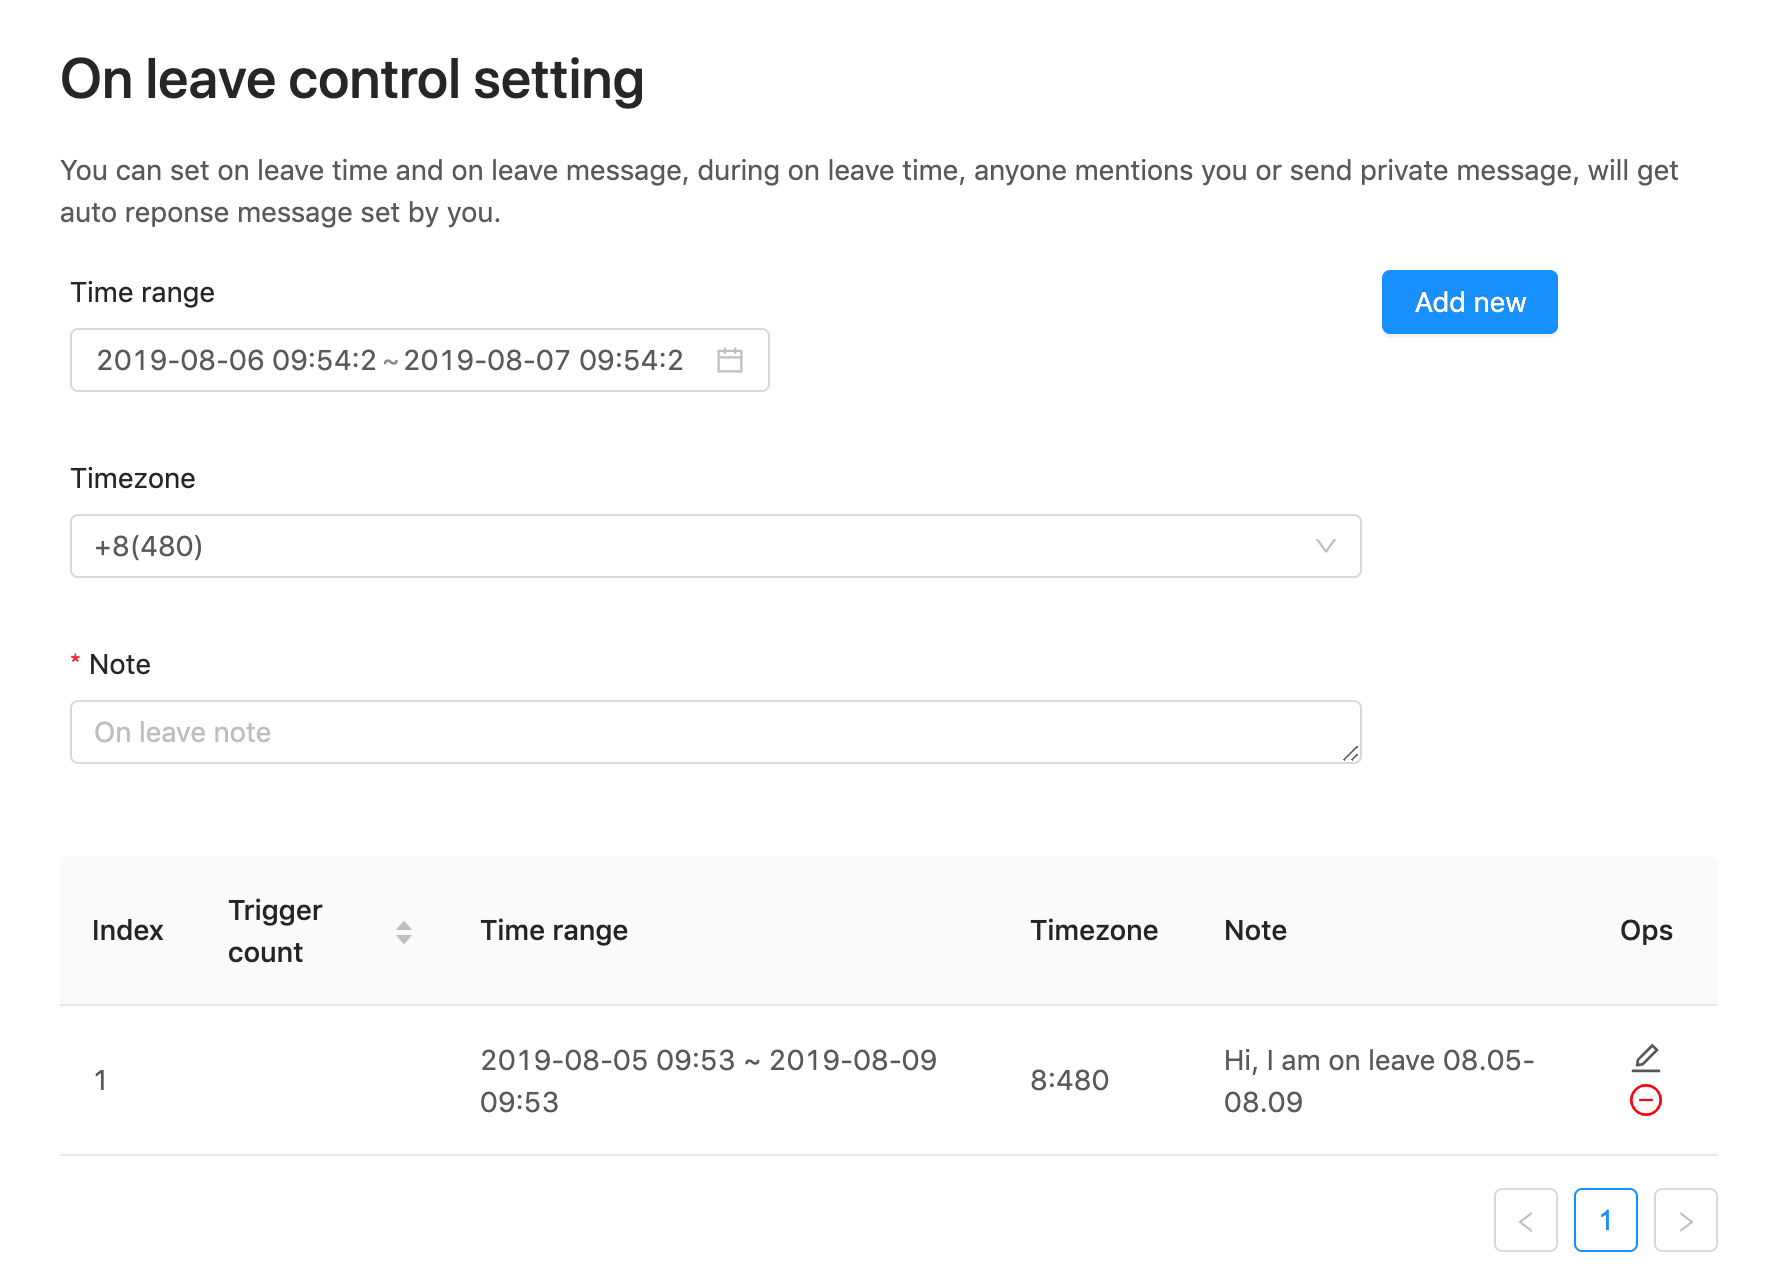 On leave control setting
You can set on leave time and on leave message, during on leave time, anyone mentions you or send private message, will get
auto reponse message set by you.
Time range
Add new
2019-08-06 09:54:2 ~ 2019-08-07 09:54:2
Timezone
+8(480)
* Note
On leave note
Index Trigger count Time range Timezone Note Ops
1 2019-08-05 09:53 ~ 2019-08-09 8:480 Hi, I am on leave 08.05-
09:53 08.09
< 1 >